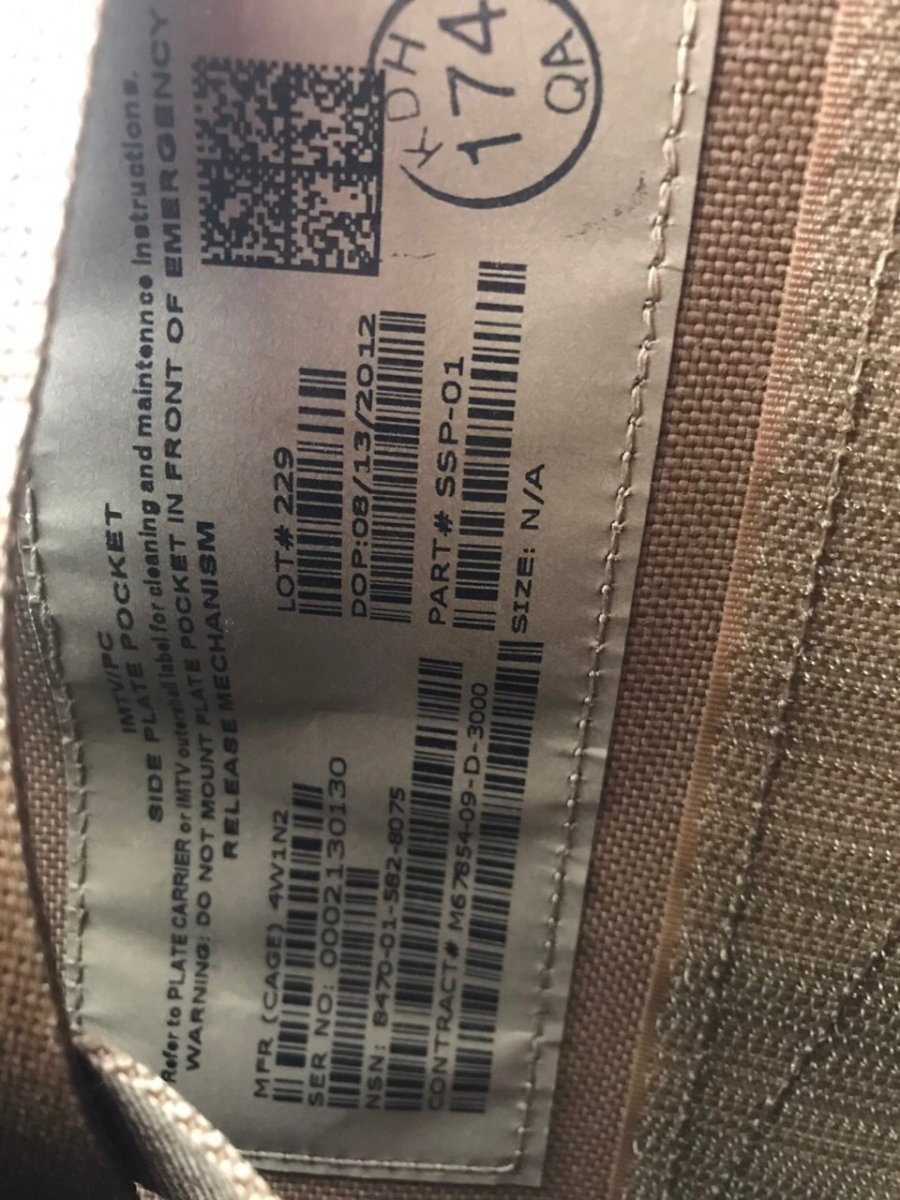 IMTV/PC
SIDE PLATE POCKET
Refer to PLATE CARRIER or IMTV outershell label for cleaning and maintennce instructions.
WARNING: DO NOT MOUNT PLATE POCKET IN FRONT OF EMERGENCY
RELEASE MECHANISM
MFR (CAGE) 4W1N2
SER NO: 0002130130
NSN: 8470-01-582-8075
CONTRACT# M67854-09-D-3000
LOT# 229
DOP:08/13/2012
PART# SSP-01
SIZE: N/A
KDH
174
QA